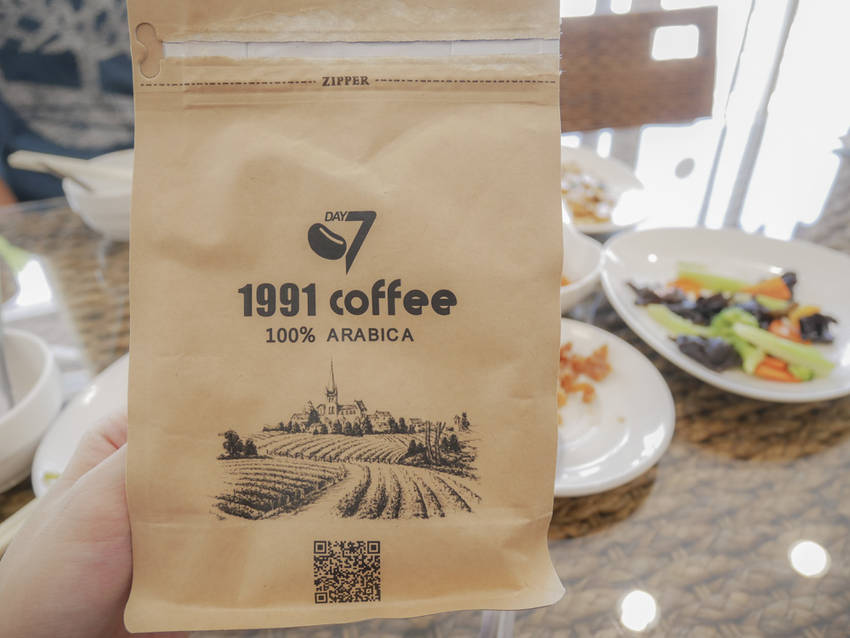 ZIPPER
DAY 7
1991 coffee
100% ARABICA